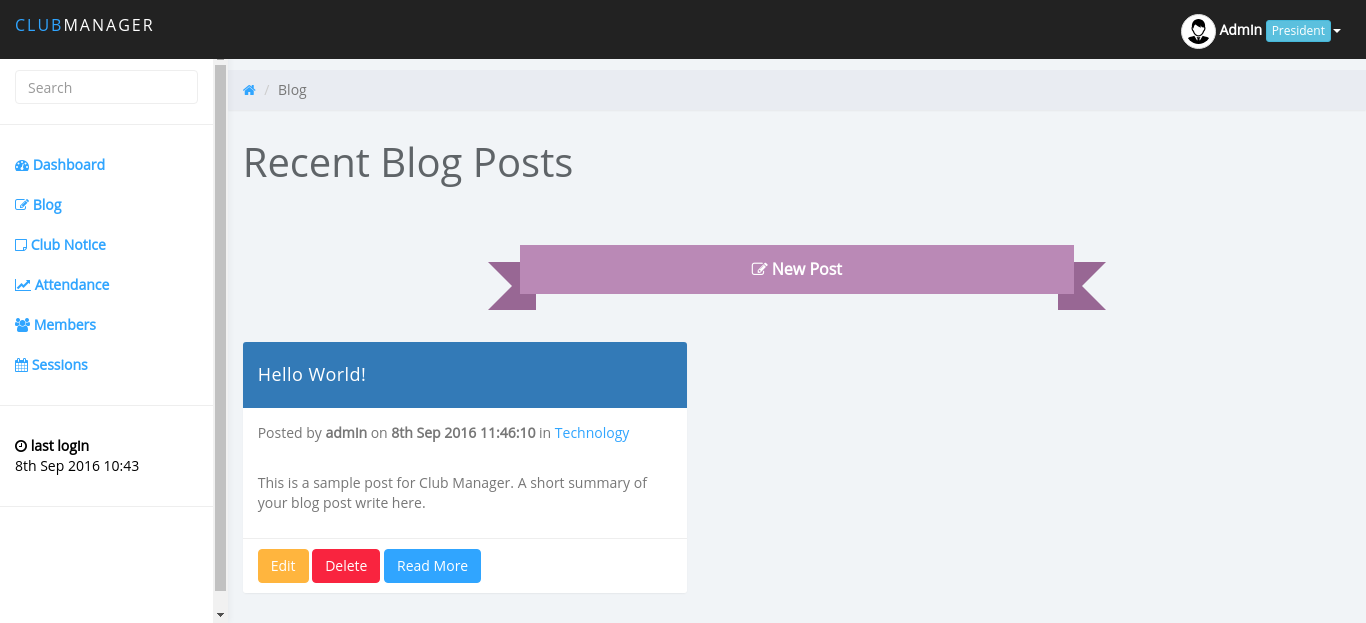 CLUBMANAGER
Admin President
Search
Blog
Dashboard
Blog
Club Notice
Attendance
Members
Sessions
last login
8th Sep 2016 10:43
Recent Blog Posts
New Post
Hello World!
Posted by admin on 8th Sep 2016 11:46:10 in Technology
This is a sample post for Club Manager. A short summary of
your blog post write here.
Edit Delete Read More